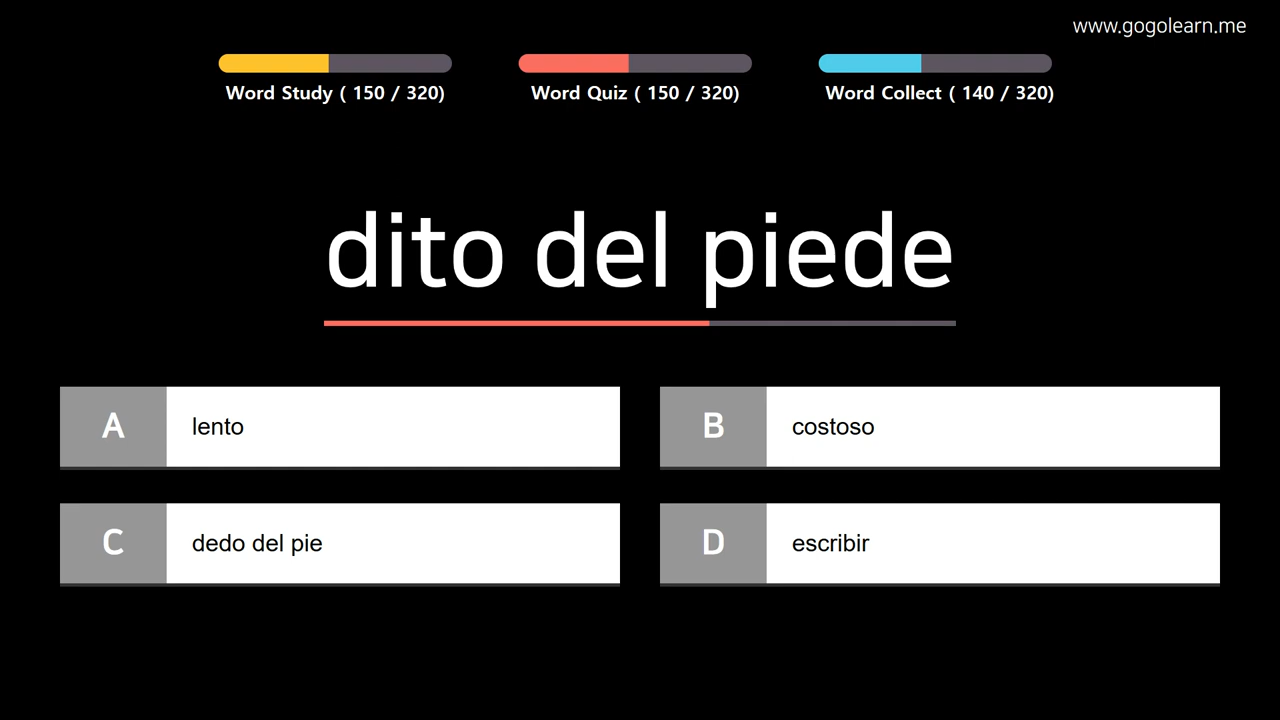 www.gogolearn.me
Word Study ( 150 / 320)
Word Quiz ( 150 / 320)
Word Collect ( 140 / 320)
dito del piede
A lento
B costoso
C dedo del pie
D escribir